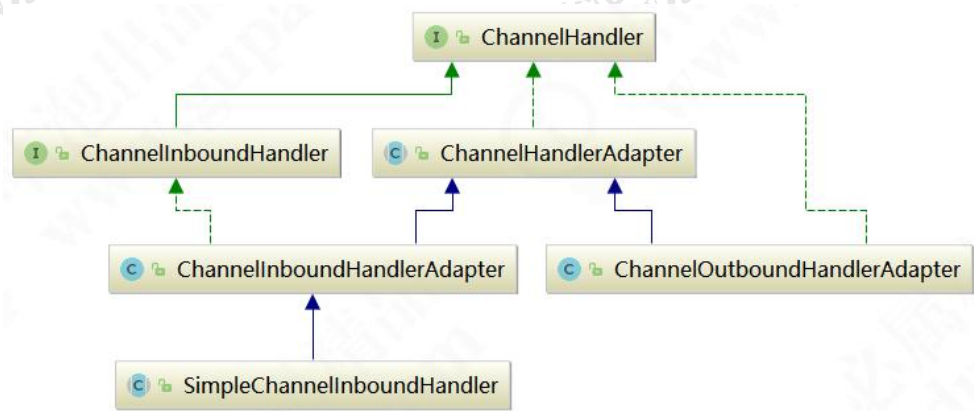 ChannelHandler
ChannelInboundHandler
ChannelHandlerAdapter
ChannelInboundHandlerAdapter
ChannelOutboundHandlerAdapter
SimpleChannelInboundHandler